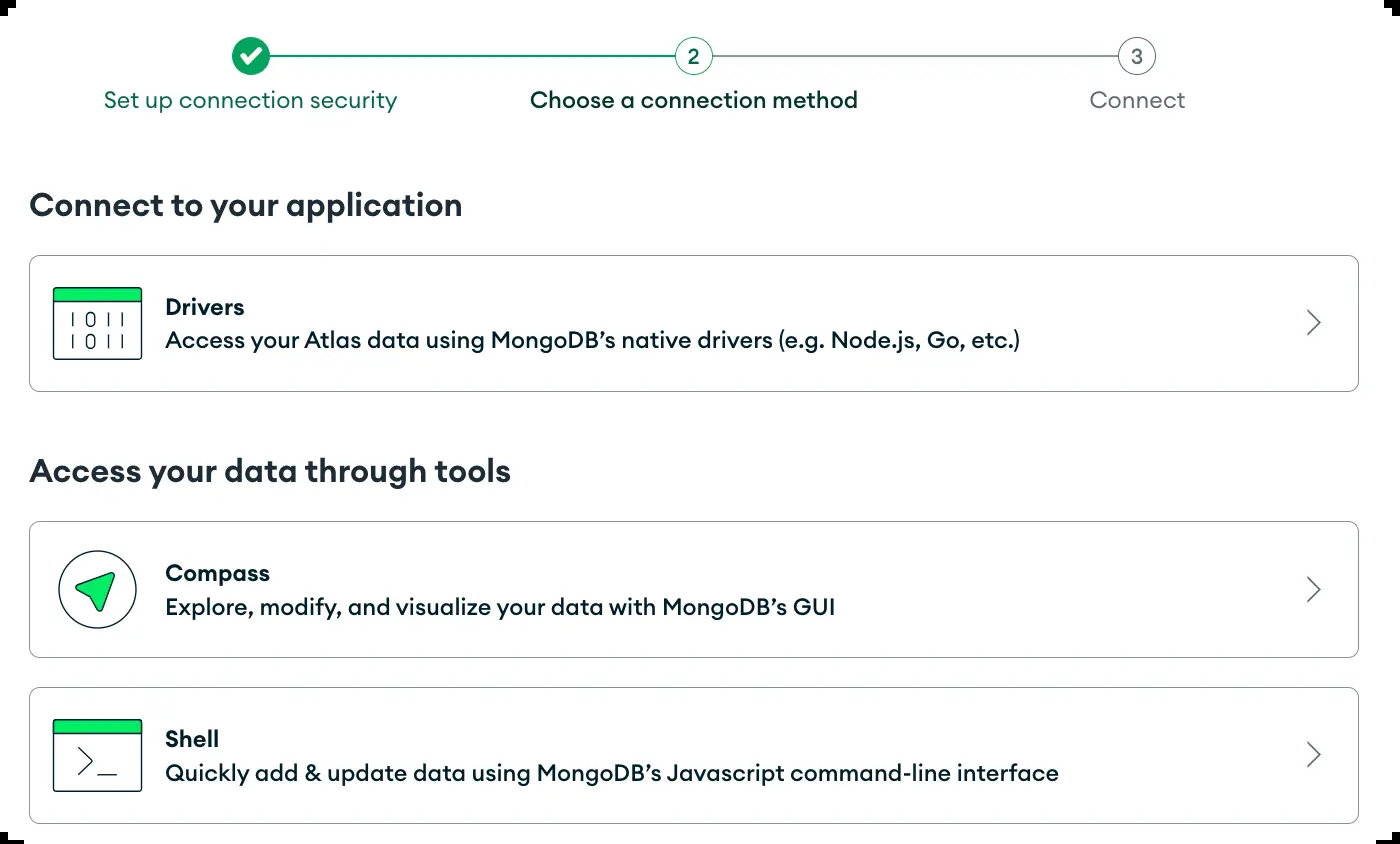 2
3
Set up connection security
Choose a connection method
Connect
Connect to your application
1011
1011
Drivers
Access your Atlas data using MongoDB’s native drivers (e.g. Node.js, Go, etc.)
Access your data through tools
Compass
Explore, modify, and visualize your data with MongoDB’s GUI
>_
Shell
Quickly add & update data using MongoDB’s Javascript command-line interface